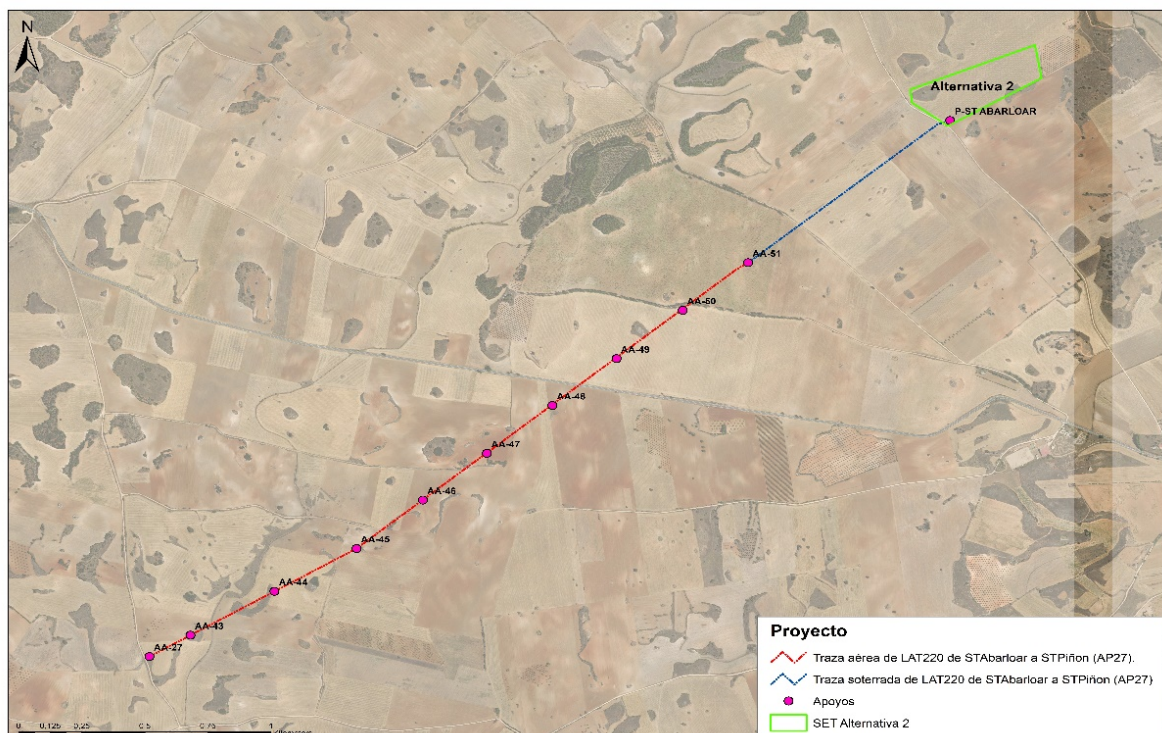 N
Alternativa 2
P-ST ABARLOAR
AA-51
AA-50
AA-49
AA-48
AA-47
AA-46
AA-45
AA-44
AA-43
AA-27
Proyecto
Traza aérea de LAT220 de STAbarloar a STPiñon (AP27).
Traza soterrada de LAT220 de STAbarloar a STPiñon (AP27)
Apoyos
SET Alternativa 2
0 0,125 0,25 0,5 0,75 1